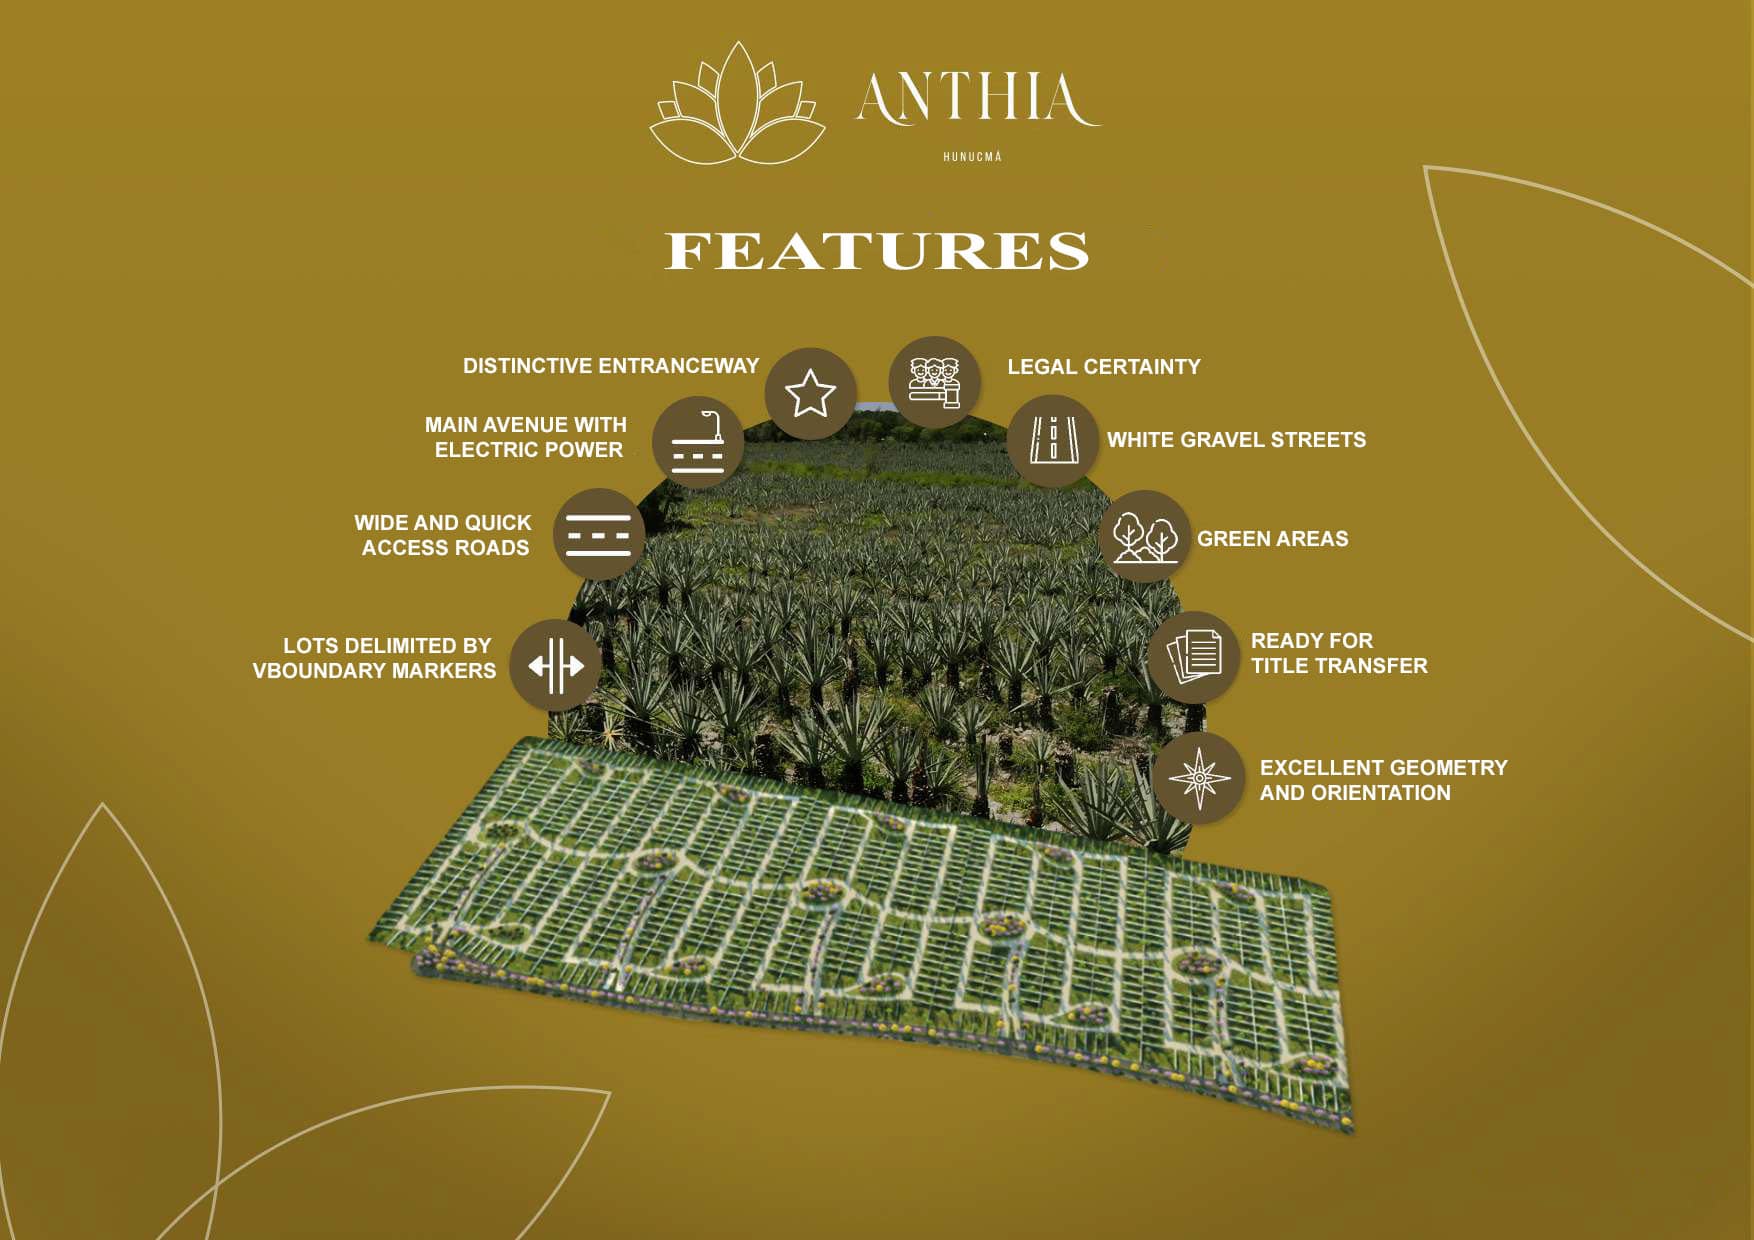 ANTHIA
HUNUCMÁ
FEATURES
DISTINCTIVE ENTRANCEWAY
MAIN AVENUE WITH
ELECTRIC POWER
WIDE AND QUICK
ACCESS ROADS
LOTS DELIMITED BY
VBOUNDARY MARKERS
LEGAL CERTAINTY
WHITE GRAVEL STREETS
GREEN AREAS
READY FOR
TITLE TRANSFER
EXCELLENT GEOMETRY
AND ORIENTATION